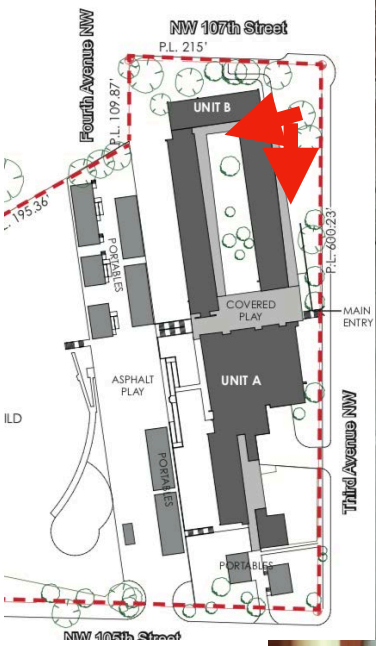 NW 107th Street
P.L. 215'
Fourth Avenue NW
P.L. 109.87'
UNIT B
195.36'
P.L. 600.23'
PORTABLES
COVERED
PLAY
MAIN
ENTRY
ASPHALT
PLAY
UNIT A
ILD
PORTABLES
Third Avenue NW
PORTABLES
NW 105th Street